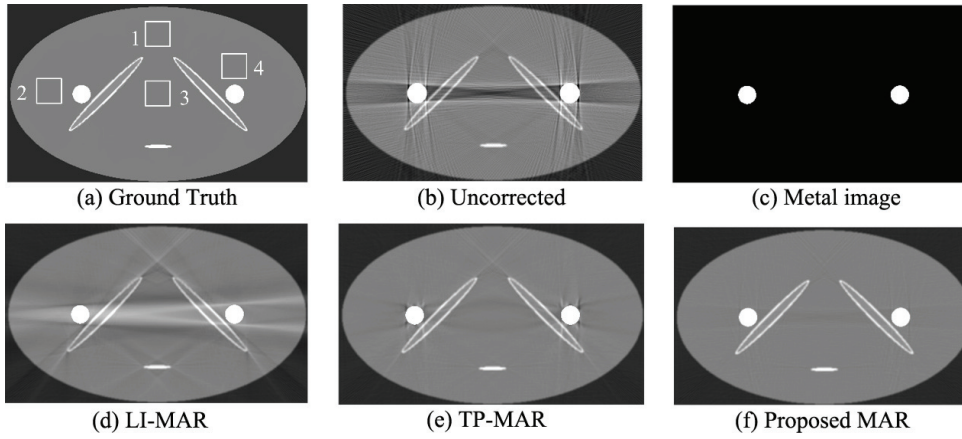 1
2
3
4
(a) Ground Truth
(b) Uncorrected
(c) Metal image
(d) LI-MAR
(e) TP-MAR
(f) Proposed MAR